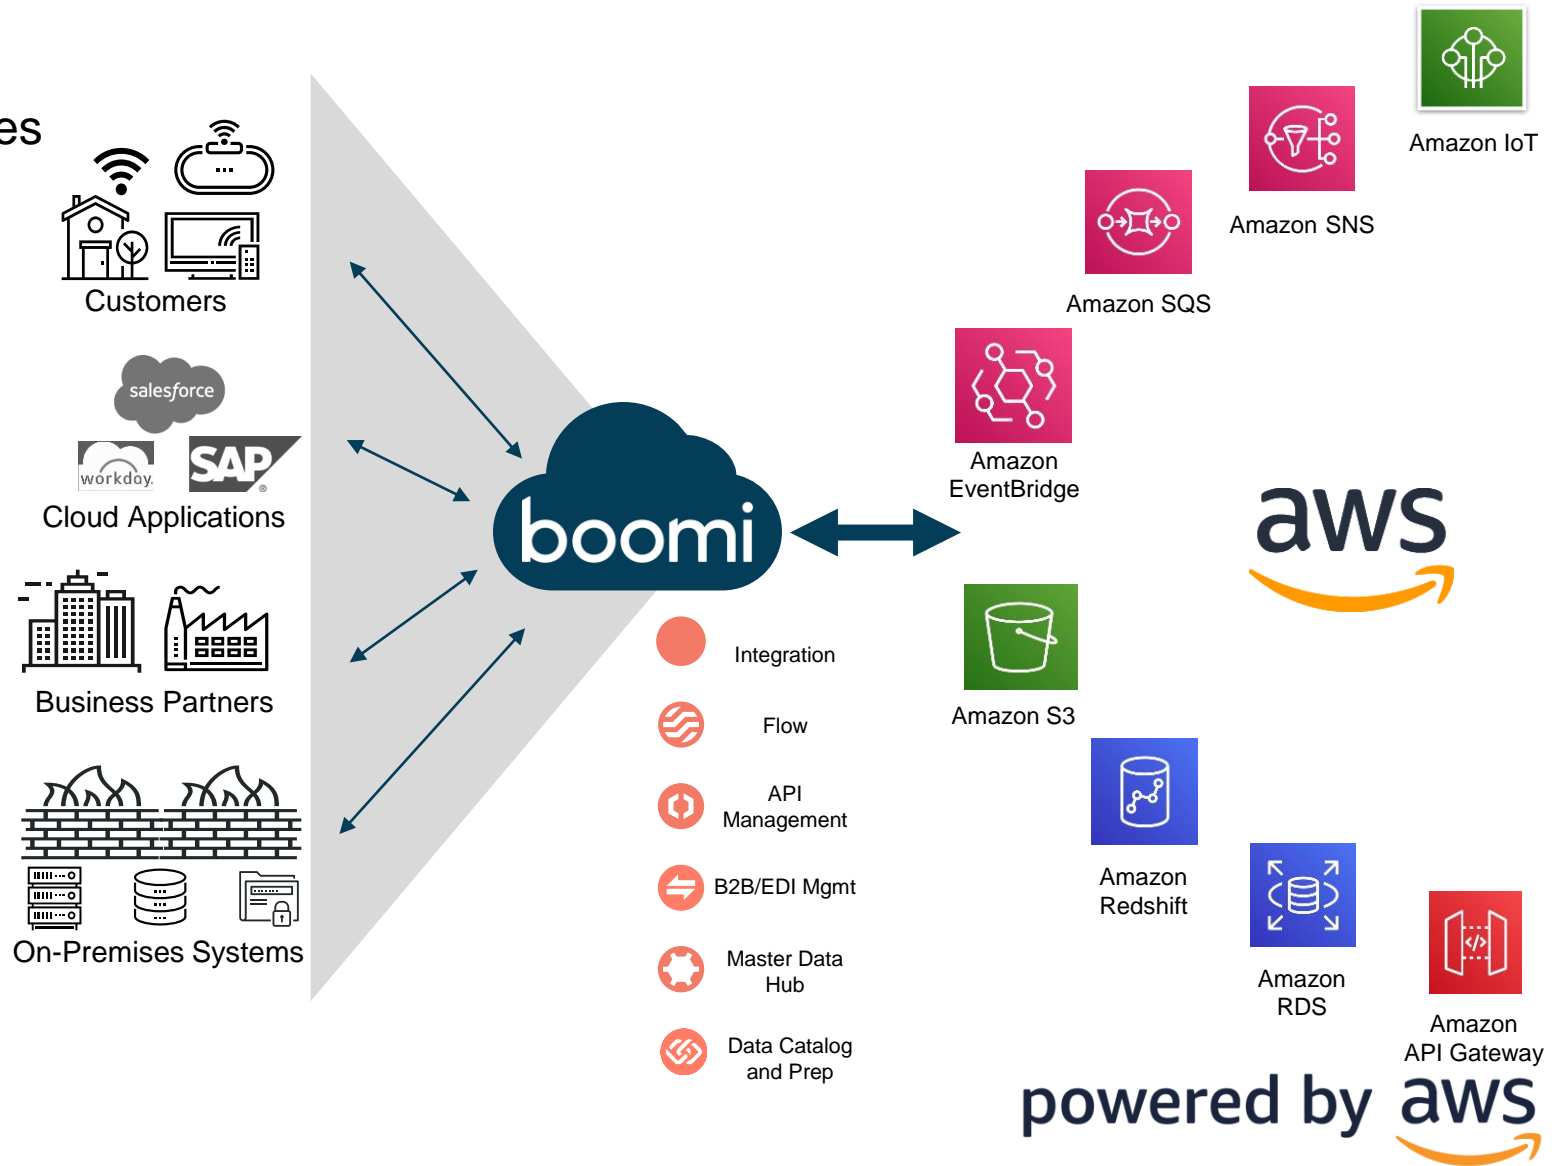 es
Customers
salesforce
workday.
SAP
Cloud Applications
Business Partners
On-Premises Systems
boomi
Integration
Flow
API
Management
B2B/EDI Mgmt
Master Data
Hub
Data Catalog
and Prep
Amazon IoT
Amazon SNS
Amazon SQS
Amazon
EventBridge
aws
Amazon S3
Amazon
Redshift
Amazon
RDS
</>
Amazon
API Gateway
powered by aws